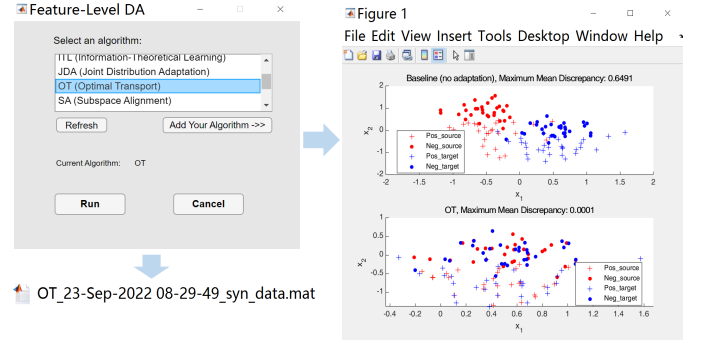 Feature-Level DA
Select an algorithm:
ITL (Information-Theoretical Learning)
JDA (Joint Distribution Adaptation)
OT (Optimal Transport)
SA (Subspace Alignment)
Refresh
Add Your Algorithm ->>
Current Algorithm: OT
Run
Cancel
OT_23-Sep-2022 08-29-49_syn_data.mat
Figure 1
File Edit View Insert Tools Desktop Window Help
Baseline (no adaptation), Maximum Mean Discrepancy: 0.6491
2
1
0
-1
-2
x2
Pos_source
Neg_source
Pos_target
Neg_target
-2 -1.5 -1 -0.5 0 0.5 1 1.5 2
x1
OT, Maximum Mean Discrepancy: 0.0001
1
0.5
0
-0.5
-1
x2
Pos_source
Neg_source
Pos_target
Neg_target
-0.4 -0.2 0 0.2 0.4 0.6 0.8 1 1.2 1.4 1.6
x1